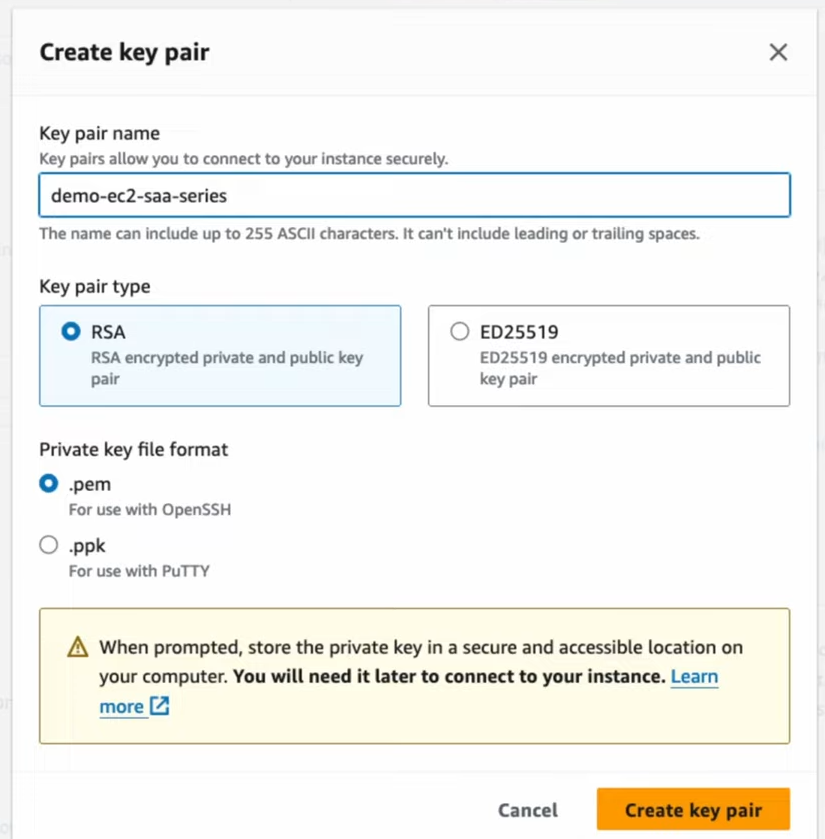 Create key pair
Key pair name
Key pairs allow you to connect to your instance securely.
demo-ec2-saa-series
The name can include up to 255 ASCII characters. It can't include leading or trailing spaces.
Key pair type
RSA
RSA encrypted private and public key
pair
ED25519
ED25519 encrypted private and public
key pair
Private key file format
.pem
For use with OpenSSH
.ppk
For use with PuTTY
When prompted, store the private key in a secure and accessible location on
your computer. You will need it later to connect to your instance. Learn
more
Cancel
Create key pair